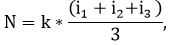 N = k * (i₁ + i₂+i₃ ) / 3 ,